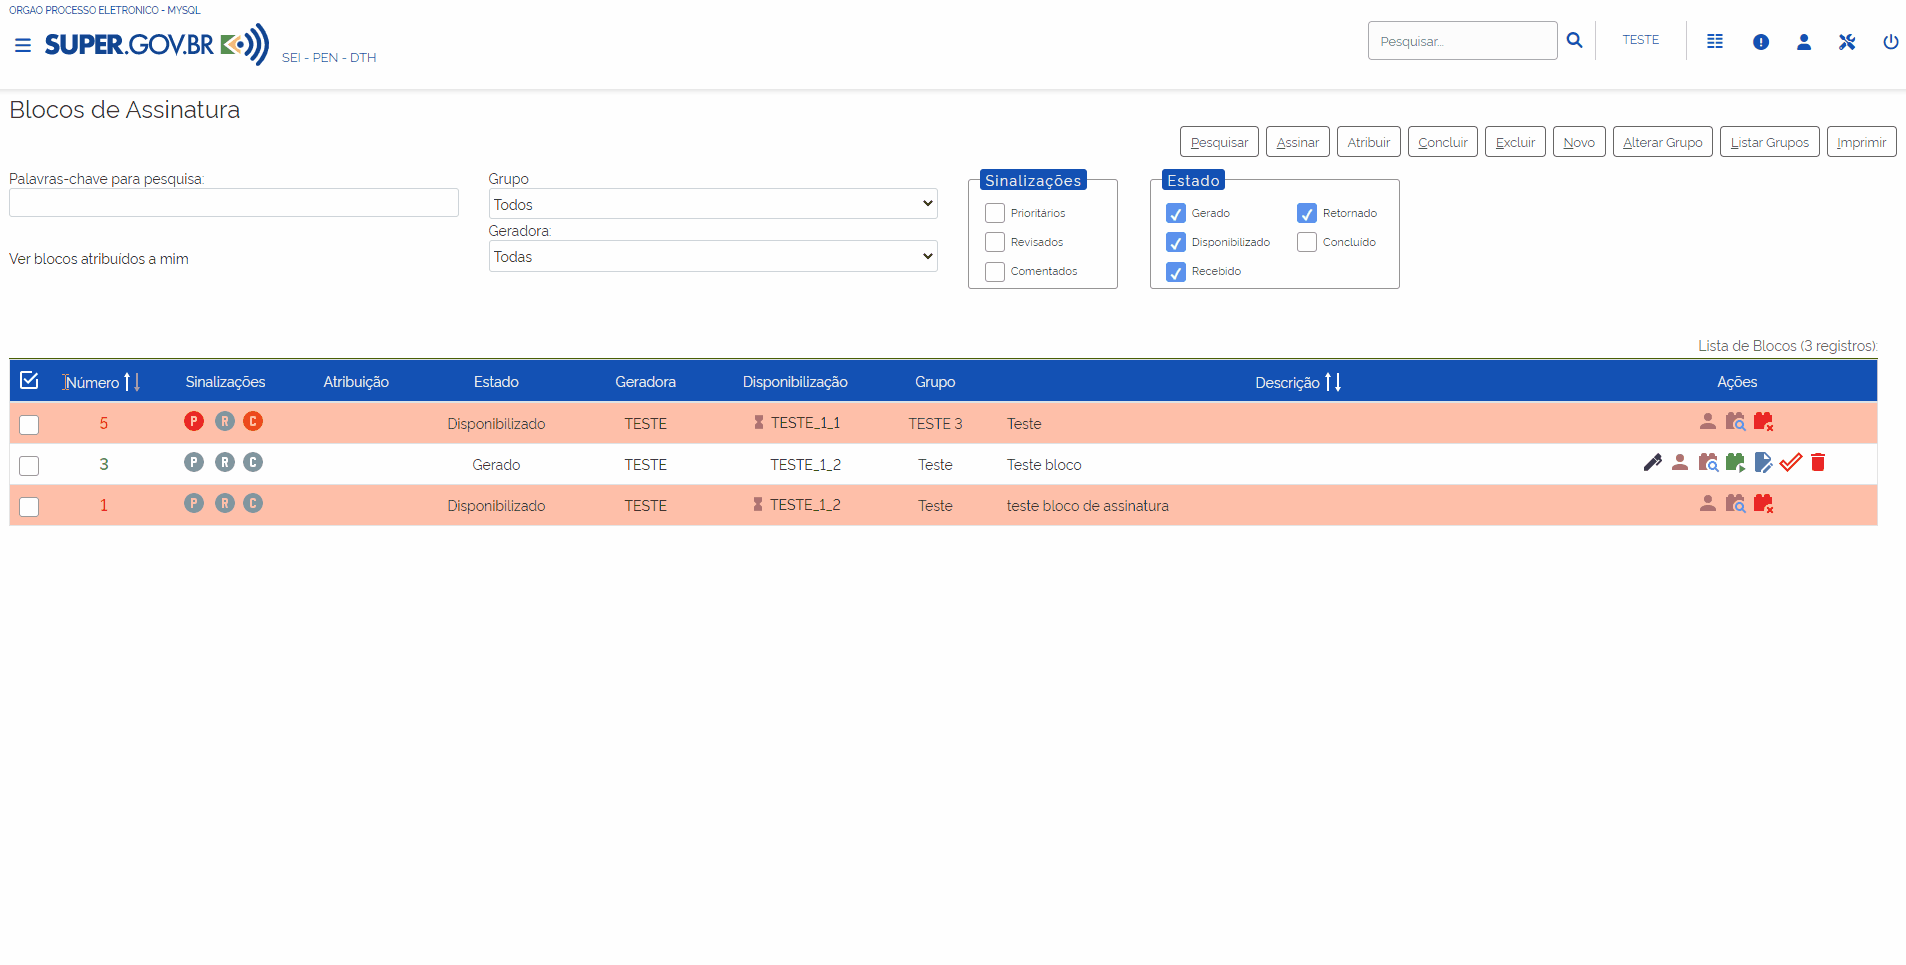 ORGAO PROCESSO ELETRONICO - MYSQL
SUPER.GOV.BR
SEI - PEN - DTH
Pesquisar...
TESTE
Blocos de Assinatura
Pesquisar
Assinar
Atribuir
Concluir
Excluir
Novo
Alterar Grupo
Listar Grupos
Imprimir
Palavras-chave para pesquisa:
Ver blocos atribuídos a mim
Grupo
Todos
Geradora:
Todas
Sinalizações
Prioritários
Revisados
Comentados
Estado
Gerado
Retornado
Disponibilizado
Concluído
Recebido
Lista de Blocos (3 registros):
Número Sinalizações Atribuição Estado Geradora Disponibilização Grupo Descrição Ações
5 P R C Disponibilizado TESTE TESTE_1_1 TESTE 3 Teste
3 P R C Gerado TESTE TESTE_1_2 Teste Teste bloco
1 P R C Disponibilizado TESTE TESTE_1_2 Teste teste bloco de assinatura